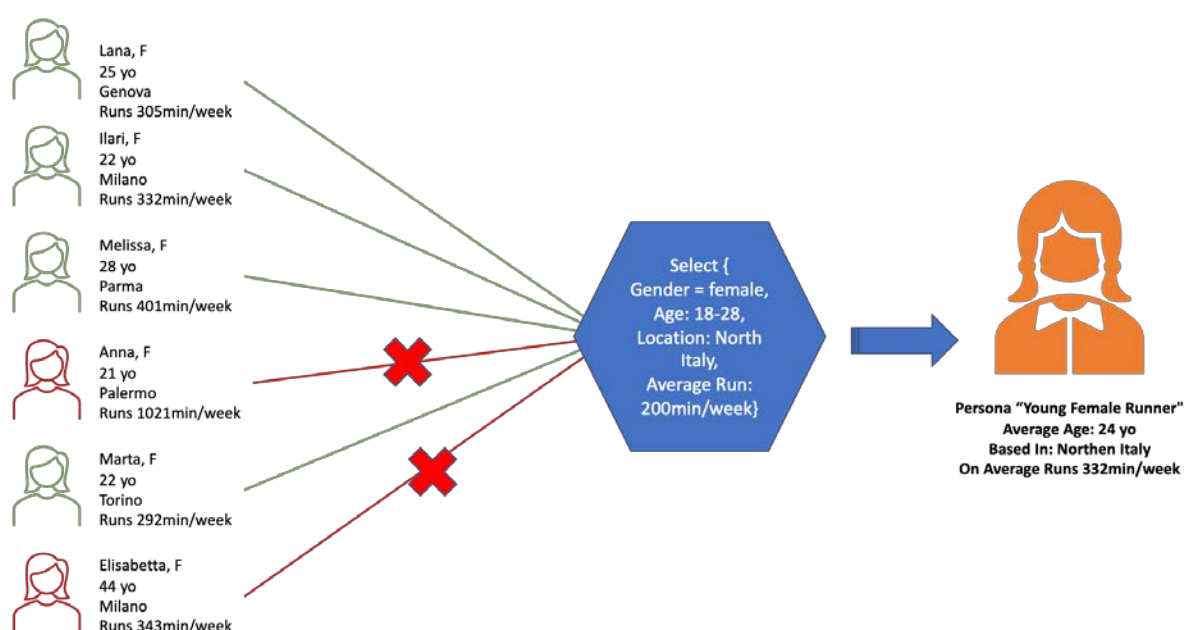 Lana, F
25 yo
Genova
Runs 305min/week
Ilari, F
22 yo
Milano
Runs 332min/week
Melissa, F
28 yo
Parma
Runs 401min/week
Anna, F
21 yo
Palermo
Runs 1021min/week
Marta, F
22 yo
Torino
Runs 292min/week
Elisabetta, F
44 yo
Milano
Runs 343min/week
Select {
Gender = female,
Age: 18-28,
Location: North
Italy,
Average Run:
200min/week}
Persona “Young Female Runner"
Average Age: 24 yo
Based In: Northen Italy
On Average Runs 332min/week